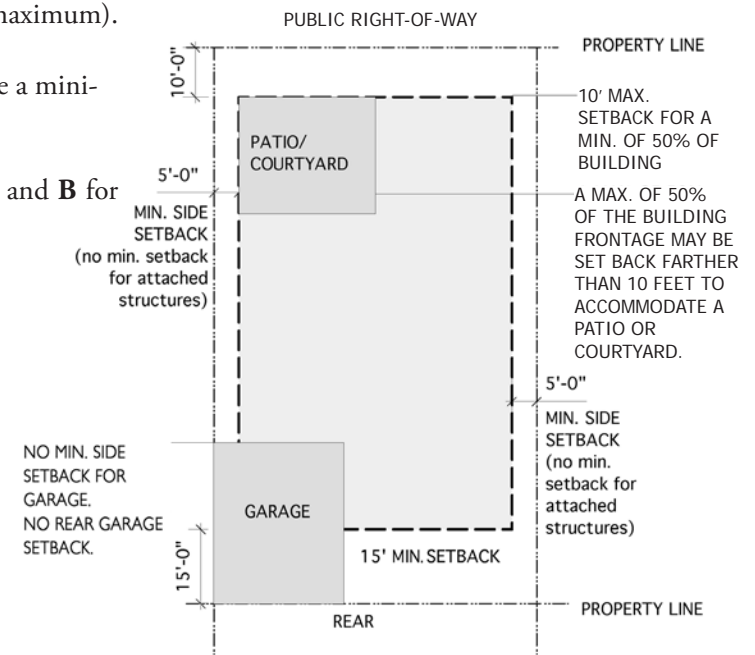 naximum).
e a mini-
and B for
PUBLIC RIGHT-OF-WAY
PROPERTY LINE
10'-0"
10' MAX.
SETBACK FOR A
MIN. OF 50% OF
BUILDING
PATIO/
COURTYARD
5'-0"
MIN. SIDE
SETBACK
(no min. setback
for attached
structures)
A MAX. OF 50%
OF THE BUILDING
FRONTAGE MAY BE
SET BACK FARTHER
THAN 10 FEET TO
ACCOMMODATE A
PATIO OR
COURTYARD.
5'-0"
MIN. SIDE
SETBACK
(no min.
setback for
attached
structures)
NO MIN. SIDE
SETBACK FOR
GARAGE.
NO REAR GARAGE
SETBACK.
GARAGE
15'-0"
15' MIN. SETBACK
PROPERTY LINE
REAR